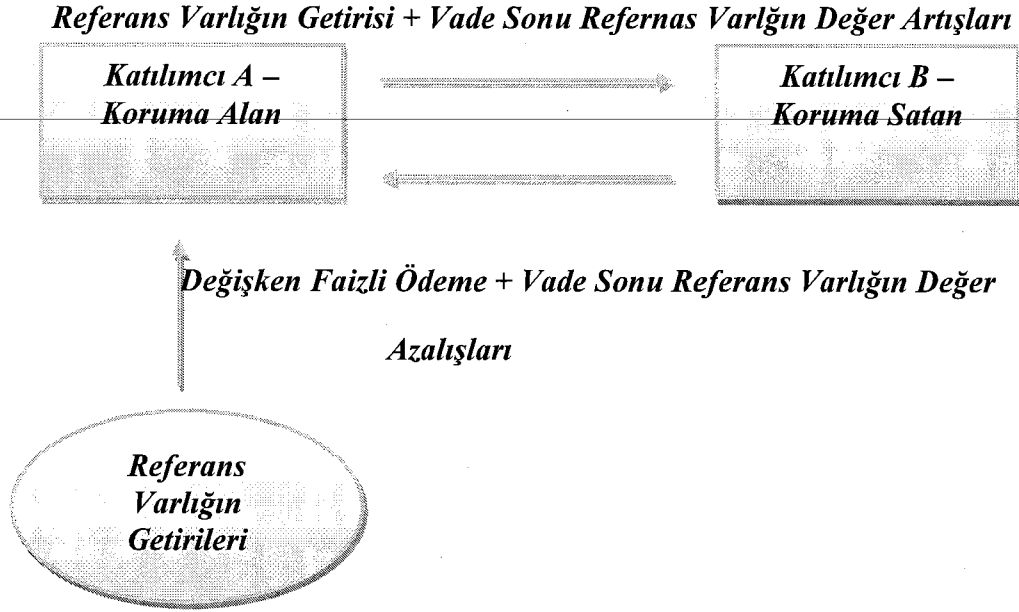 Referans Varlığın Getirisi + Vade Sonu Refernas Varlğın Değer Artışları
Katılımcı A –
Koruma Alan
Katılımcı B –
Koruma Satan
Değişken Faizli Ödeme + Vade Sonu Referans Varlığın Değer
Azalışları
Referans
Varlığın
Getirileri